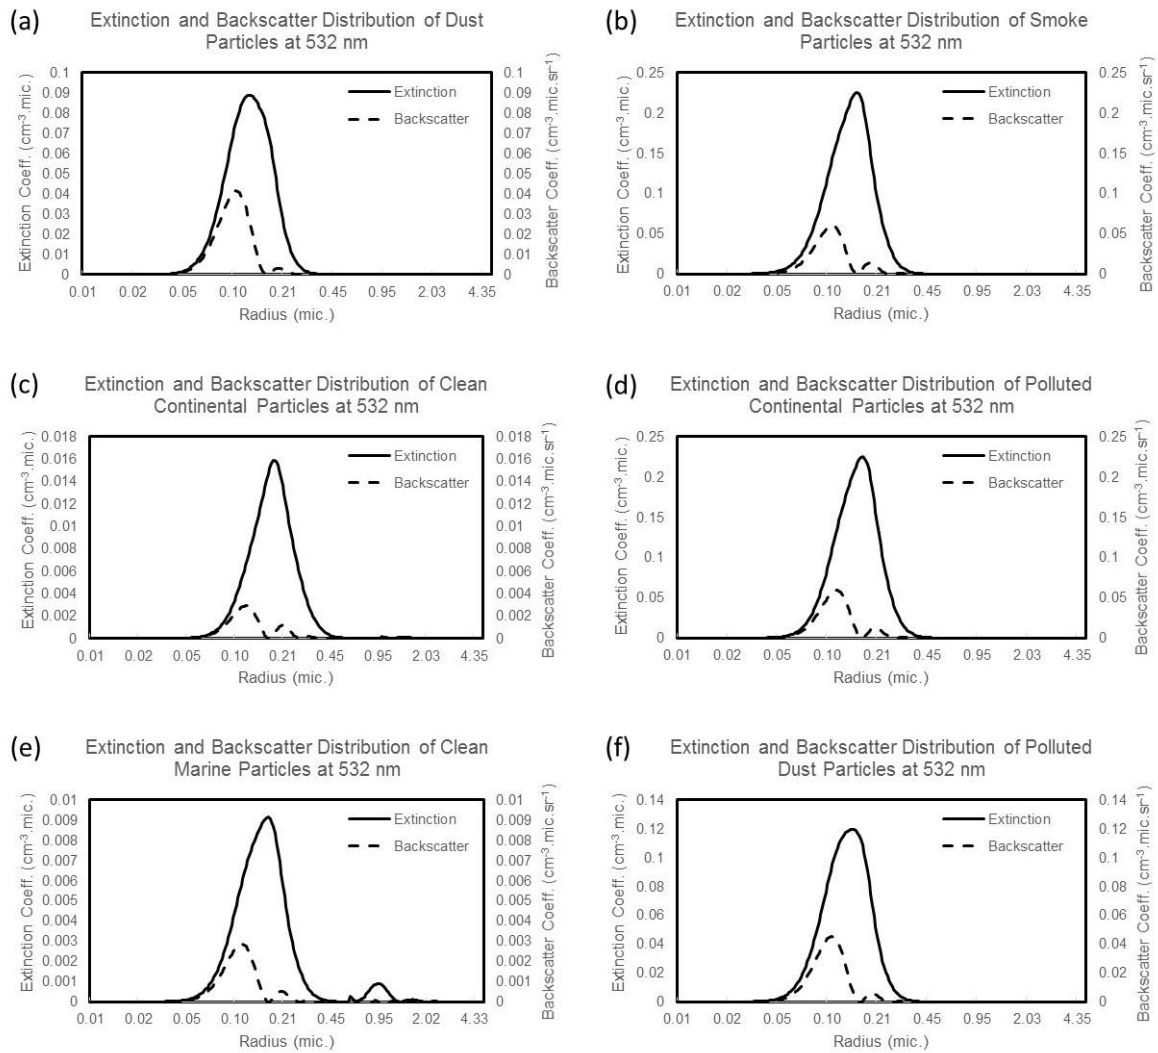 (a)
Extinction and Backscatter Distribution of Dust
Particles at 532 nm
Extinction Coeff. (cm⁻³.mic.)
0.1
0.09
0.08
0.07
0.06
0.05
0.04
0.03
0.02
0.01
0
Extinction
Backscatter
0.1
0.09
0.08
0.07
0.06
0.05
0.04
0.03
0.02
0.01
0
Backscatter Coeff. (cm⁻³.mic.sr⁻¹)
0.01 0.02 0.05 0.10 0.21 0.45 0.95 2.03 4.35
Radius (mic.)
(b)
Extinction and Backscatter Distribution of Smoke
Particles at 532 nm
Extinction Coeff. (cm⁻³.mic.)
0.25
0.2
0.15
0.1
0.05
0
Extinction
Backscatter
0.25
0.2
0.15
0.1
0.05
0
Backscatter Coeff. (cm⁻³.mic.sr⁻¹)
0.01 0.02 0.05 0.10 0.21 0.45 0.95 2.03 4.35
Radius (mic.)
(c)
Extinction and Backscatter Distribution of Clean
Continental Particles at 532 nm
Extinction Coeff. (cm⁻³.mic.)
0.018
0.016
0.014
0.012
0.01
0.008
0.006
0.004
0.002
0
Extinction
Backscatter
0.018
0.016
0.014
0.012
0.01
0.008
0.006
0.004
0.002
0
Backscatter Coeff. (cm⁻³.mic.sr⁻¹)
0.01 0.02 0.05 0.10 0.21 0.45 0.95 2.03 4.33
Radius (mic.)
(d)
Extinction and Backscatter Distribution of Polluted
Continental Particles at 532 nm
Extinction Coeff. (cm⁻³.mic.)
0.25
0.2
0.15
0.1
0.05
0
Extinction
Backscatter
0.25
0.2
0.15
0.1
0.05
0
Backscatter Coeff. (cm⁻³.mic.sr⁻¹)
0.01 0.02 0.05 0.10 0.21 0.45 0.95 2.03 4.35
Radius (mic.)
(e)
Extinction and Backscatter Distribution of Clean
Marine Particles at 532 nm
Extinction Coeff. (cm⁻³.mic.)
0.01
0.009
0.008
0.007
0.006
0.005
0.004
0.003
0.002
0.001
0
Extinction
Backscatter
0.01
0.009
0.008
0.007
0.006
0.005
0.004
0.003
0.002
0.001
0
Backscatter Coeff. (cm⁻³.mic.sr⁻¹)
0.01 0.02 0.05 0.10 0.21 0.45 0.95 2.03 4.33
Radius (mic.)
(f)
Extinction and Backscatter Distribution of Polluted
Dust Particles at 532 nm
Extinction Coeff. (cm⁻³.mic.)
0.14
0.12
0.1
0.08
0.06
0.04
0.02
0
Extinction
Backscatter
0.14
0.12
0.1
0.08
0.06
0.04
0.02
0
Backscatter Coeff. (cm⁻³.mic.sr⁻¹)
0.01 0.02 0.05 0.10 0.21 0.45 0.95 2.03 4.35
Radius (mic.)